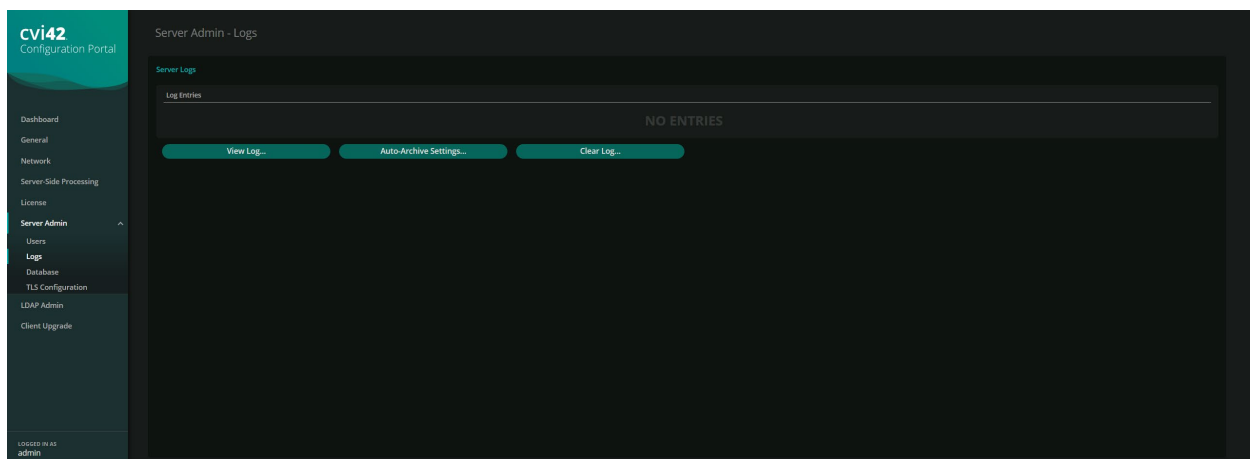 cvi42
Configuration Portal
Server Admin - Logs
Server Logs
Log Entries
NO ENTRIES
View Log...
Auto-Archive Settings...
Clear Log...
Dashboard
General
Network
Server-Side Processing
License
Server Admin
Users
Logs
Database
TLS Configuration
LDAP Admin
Client Upgrade
LOGGED IN AS
admin